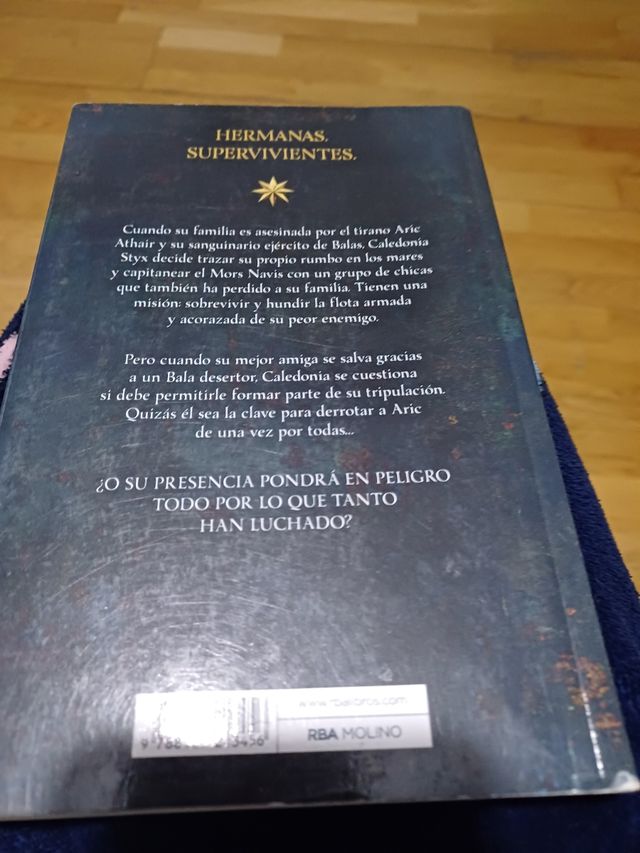 HERMANAS.
SUPERVIVIENTES.
Cuando su familia es asesinada por el tirano Aric
Athair y su sanguinario ejército de Balas, Caledonia
Styx decide trazar su propio rumbo en los mares
y capitanear el Mors Navis con un grupo de chicas
que también ha perdido a su familia. Tienen una
misión: sobrevivir y hundir la flota armada
y acorazada de su peor enemigo.
Pero cuando su mejor amiga se salva gracias
a un Bala desertor, Caledonia se cuestiona
si debe permitirle formar parte de su tripulación.
Quizás él sea la clave para derrotar a Aric
de una vez por todas...
¿O SU PRESENCIA PONDRÁ EN PELIGRO
TODO POR LO QUE TANTO
HAN LUCHADO?
www.rbalibros.com
RBA MOLINO